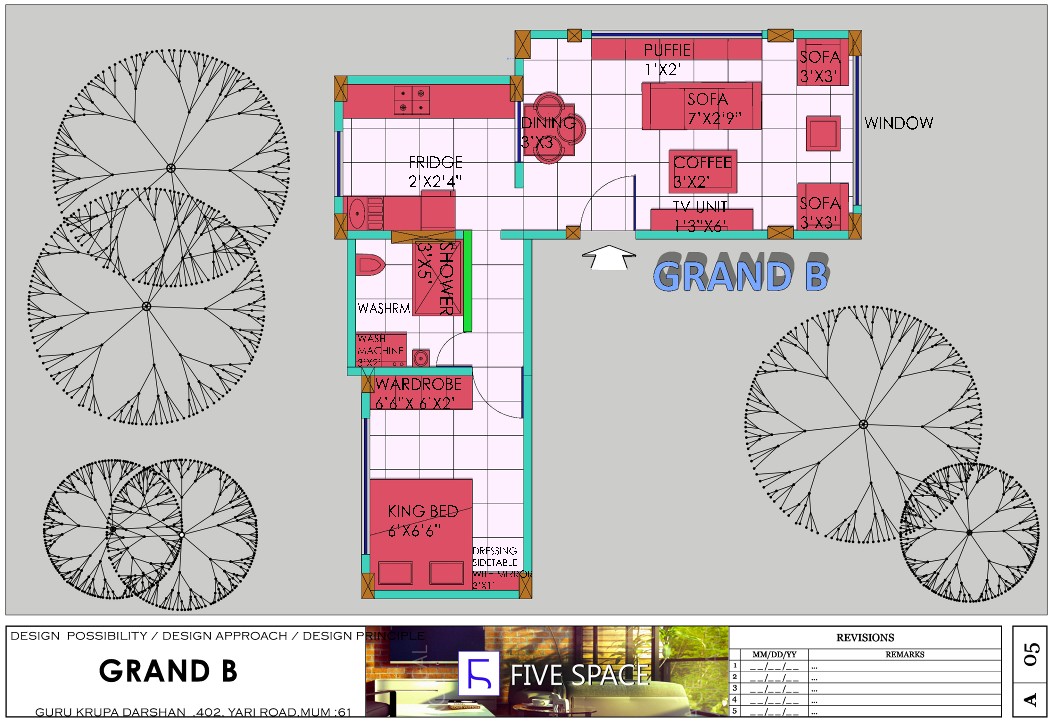 PUFFIE
1'X2'
SOFA
3'X3'
SOFA
7'X2'9"
DINING
3'X3'
WINDOW
FRIDGE
2'X2'4"
COFFEE
3'X2'
SOFA
3'X3'
TV UNIT
1'3"X6'
GRAND B
SHOWER
3'X5'
WASHRM
WASH
MACHINE
WARDROBE
6'6"X 6'X2'
KING BED
6'X6'6"
DRESSING
SIDETABLE
WITH MIRROR
2'X1'
DESIGN POSSIBILITY / DESIGN APPROACH / DESIGN PRINCIPLE
GRAND B
GURU KRUPA DARSHAN ,402, YARI ROAD,MUM :61
FIVE SPACE
REVISIONS
MM/DD/YY REMARKS
1 __/__/__ ...
2 __/__/__ ...
3 __/__/__ ...
4 __/__/__ ...
5 __/__/__ ...
05
A